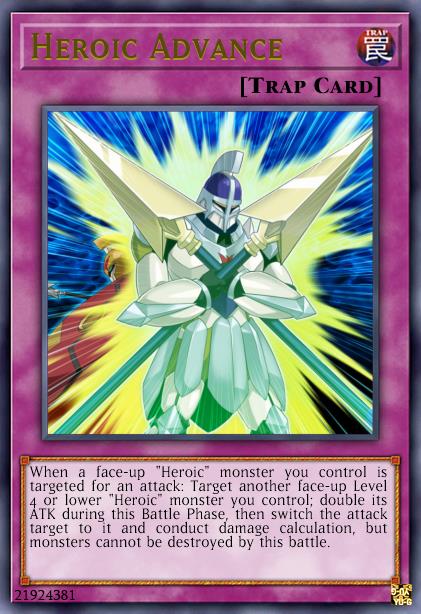 Heroic Advance
TRAP
罠
[Trap Card]
When a face-up "Heroic" monster you control is
targeted for an attack: Target another face-up Level
4 or lower "Heroic" monster you control; double its
ATK during this Battle Phase, then switch the attack
target to it and conduct damage calculation, but
monsters cannot be destroyed by this battle.
21924381